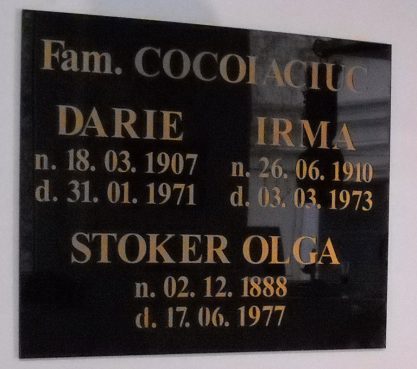 Fam. COCOIACIUC
DARIE IRMA
n. 18. 03. 1907 n. 26. 06. 1910
d. 31. 01. 1971 d. 03. 03. 1973
STOKER OLGA
n. 02. 12. 1888
d. 17. 06. 1977